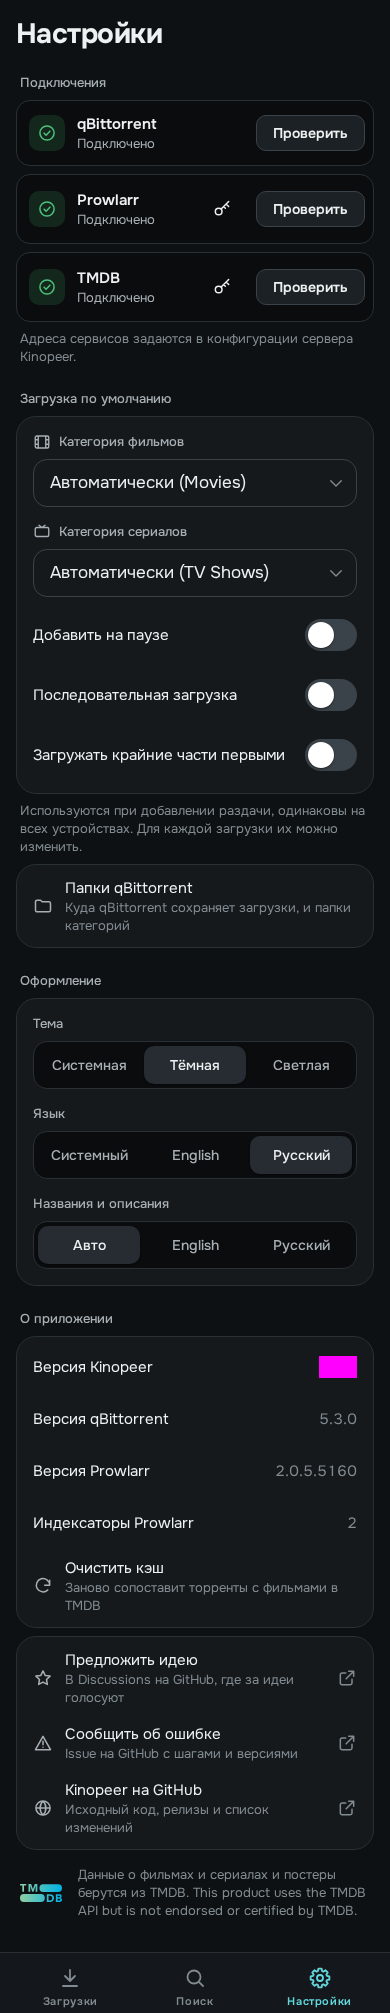 Настройки
Подключения
qBittorrent
Подключено
Проверить
Prowlarr
Подключено
Проверить
TMDB
Подключено
Проверить
Адреса сервисов задаются в конфигурации сервера
Kinopeer.
Загрузка по умолчанию
Категория фильмов
Автоматически (Movies)
Категория сериалов
Автоматически (TV Shows)
Добавить на паузе
Последовательная загрузка
Загружать крайние части первыми
Используются при добавлении раздачи, одинаковы на
всех устройствах. Для каждой загрузки их можно
изменить.
Папки qBittorrent
Куда qBittorrent сохраняет загрузки, и папки
категорий
Оформление
Тема
Системная Тёмная Светлая
Язык
Системный English Русский
Названия и описания
Авто English Русский
О приложении
Версия Kinopeer
Версия qBittorrent 5.3.0
Версия Prowlarr 2.0.5.5160
Индексаторы Prowlarr 2
Очистить кэш
Заново сопоставит торренты с фильмами в
TMDB
Предложить идею
В Discussions на GitHub, где за идеи
голосуют
Сообщить об ошибке
Issue на GitHub с шагами и версиями
Kinopeer на GitHub
Исходный код, релизы и список
изменений
TM
DB
Данные о фильмах и сериалах и постеры
берутся из TMDB. This product uses the TMDB
API but is not endorsed or certified by TMDB.
Загрузки Поиск Настройки